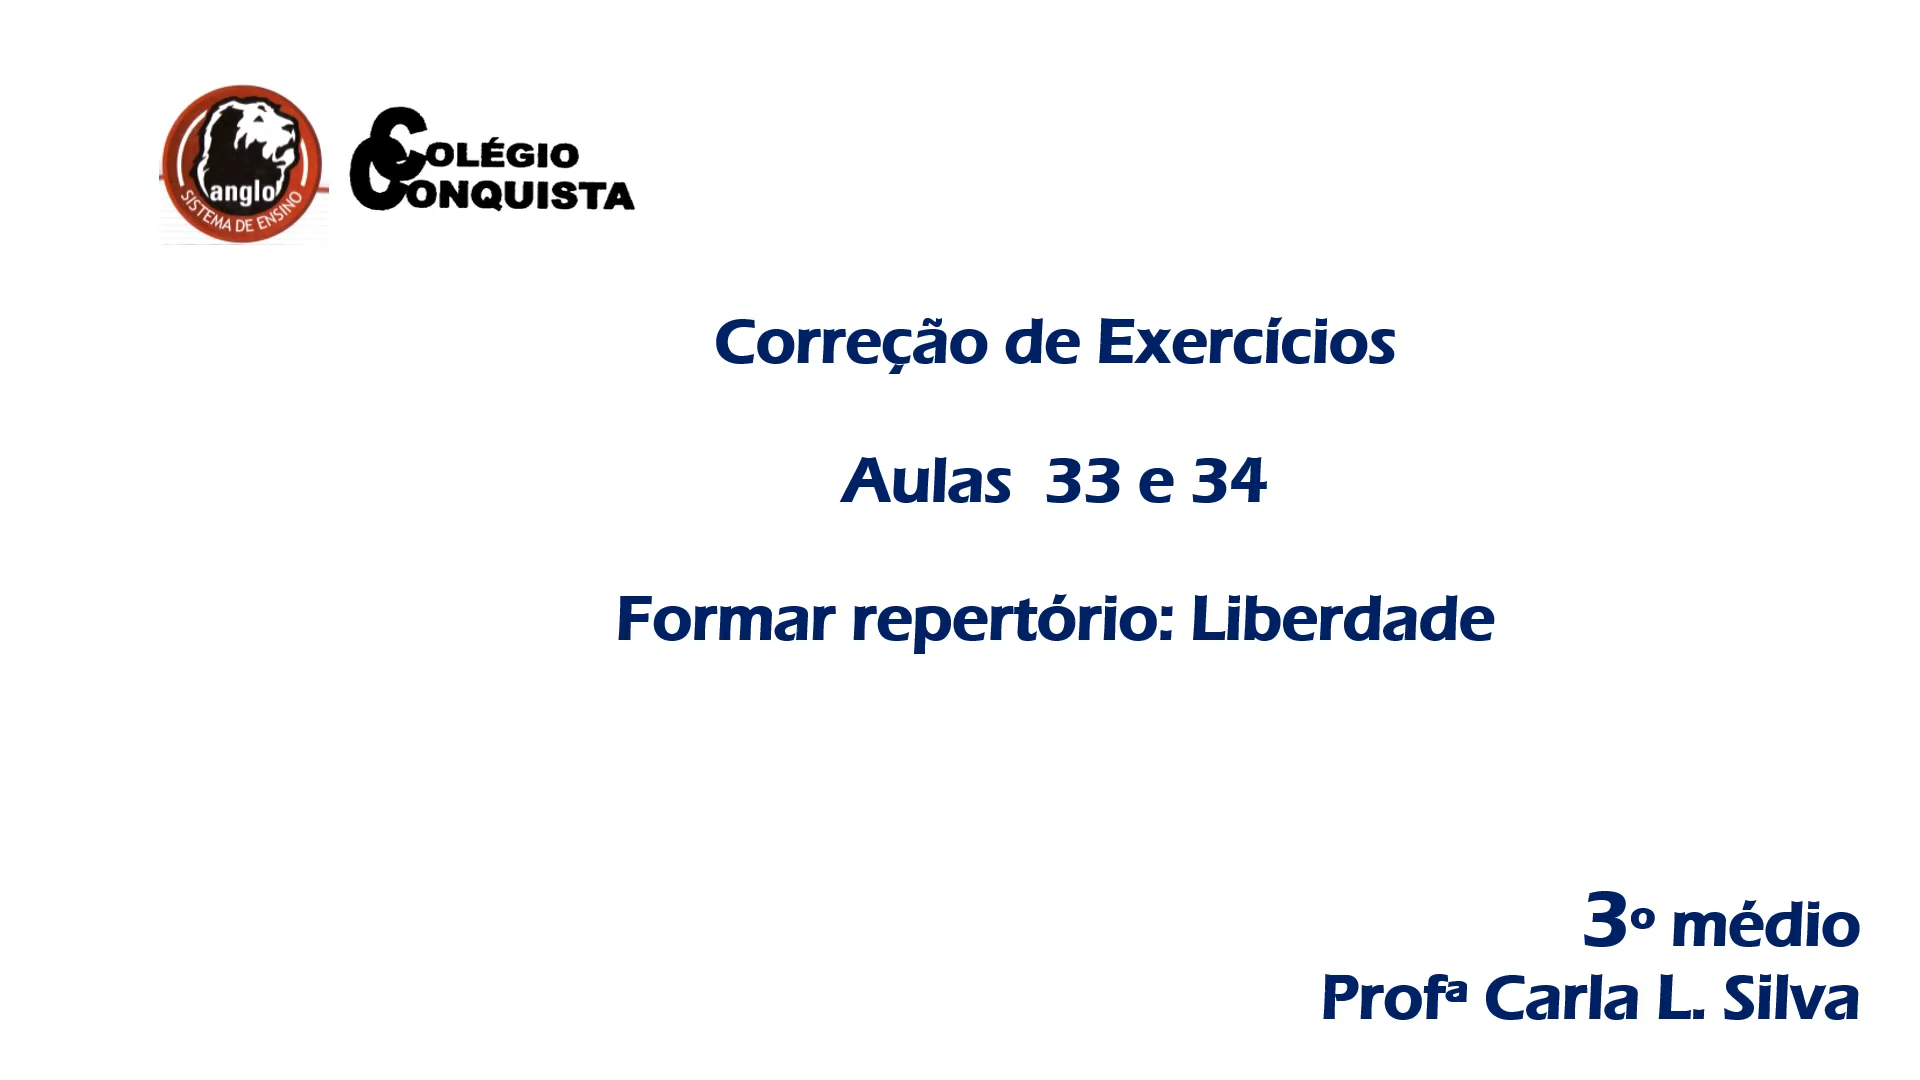 anglo
SISTEMA DE ENSINO
COLÉGIO
CONQUISTA
Correção de Exercícios
Aulas  33 e 34
Formar repertório: Liberdade
3º médio
Profª Carla L. Silva